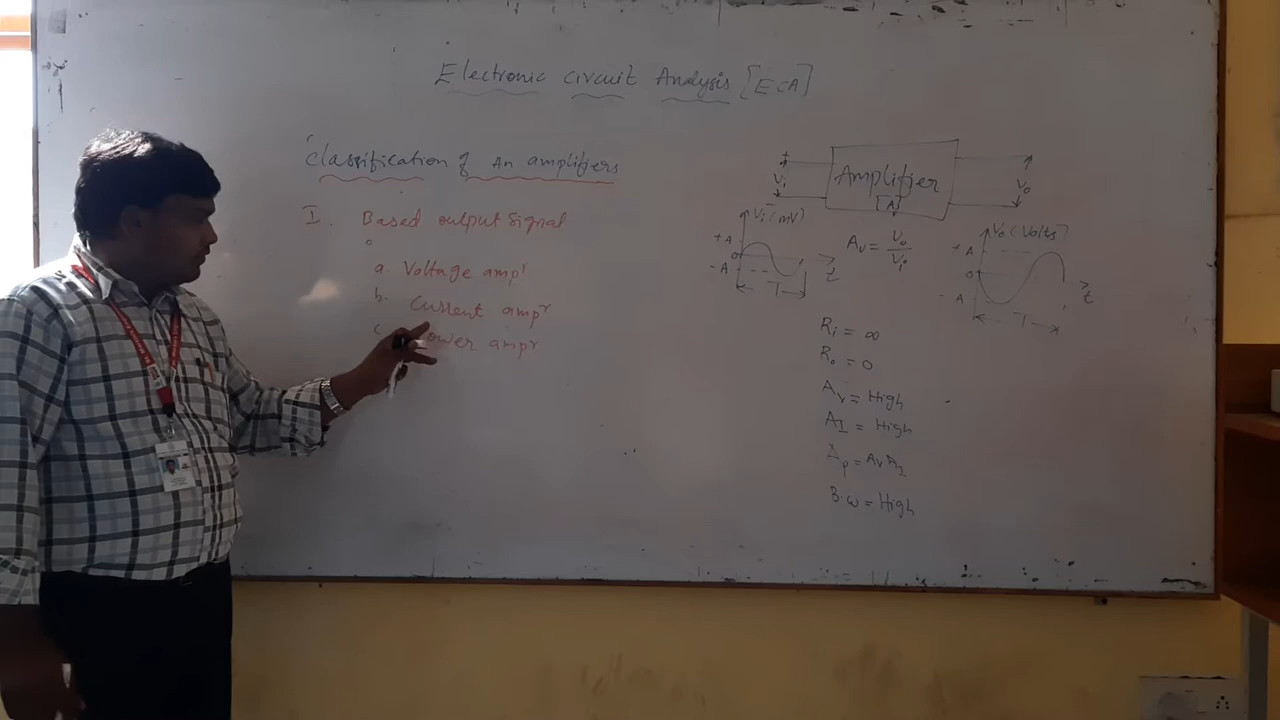 Electronic circuit Analysis [ECA]
Classification of An amplifiers
I. Based output signal
a. Voltage ampr
b. Current ampr
c. Power ampr
Amplifier
A
+
Vi
Vo
Vi (mV)
+A
0
-A
T
t
Av = Vo/Vi
Vo (Volts)
+A
0
-A
T
t
Ri = ∞
Ro = 0
Av = High
AI = High
Ap = Av AI
B.w = High